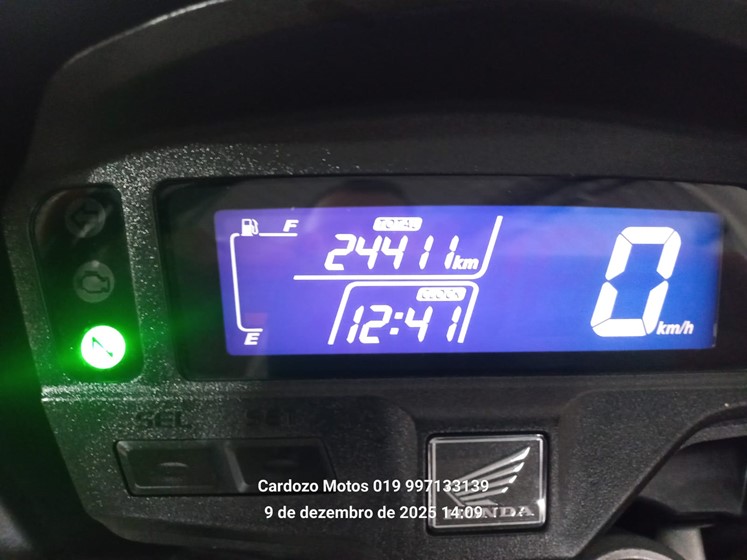 F
TOTAL
24411 km
CLOCK
12:41
E
0 km/h
N
SEL
HONDA
Cardozo Motos 019 997133139
9 de dezembro de 2025 14:09